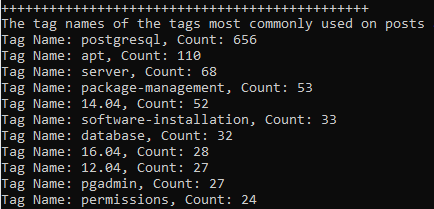 ++++++++++++++++++++++++++++++++++++++++++++++
The tag names of the tags most commonly used on posts
Tag Name: postgresql, Count: 656
Tag Name: apt, Count: 110
Tag Name: server, Count: 68
Tag Name: package-management, Count: 53
Tag Name: 14.04, Count: 52
Tag Name: software-installation, Count: 33
Tag Name: database, Count: 32
Tag Name: 16.04, Count: 28
Tag Name: 12.04, Count: 27
Tag Name: pgadmin, Count: 27
Tag Name: permissions, Count: 24